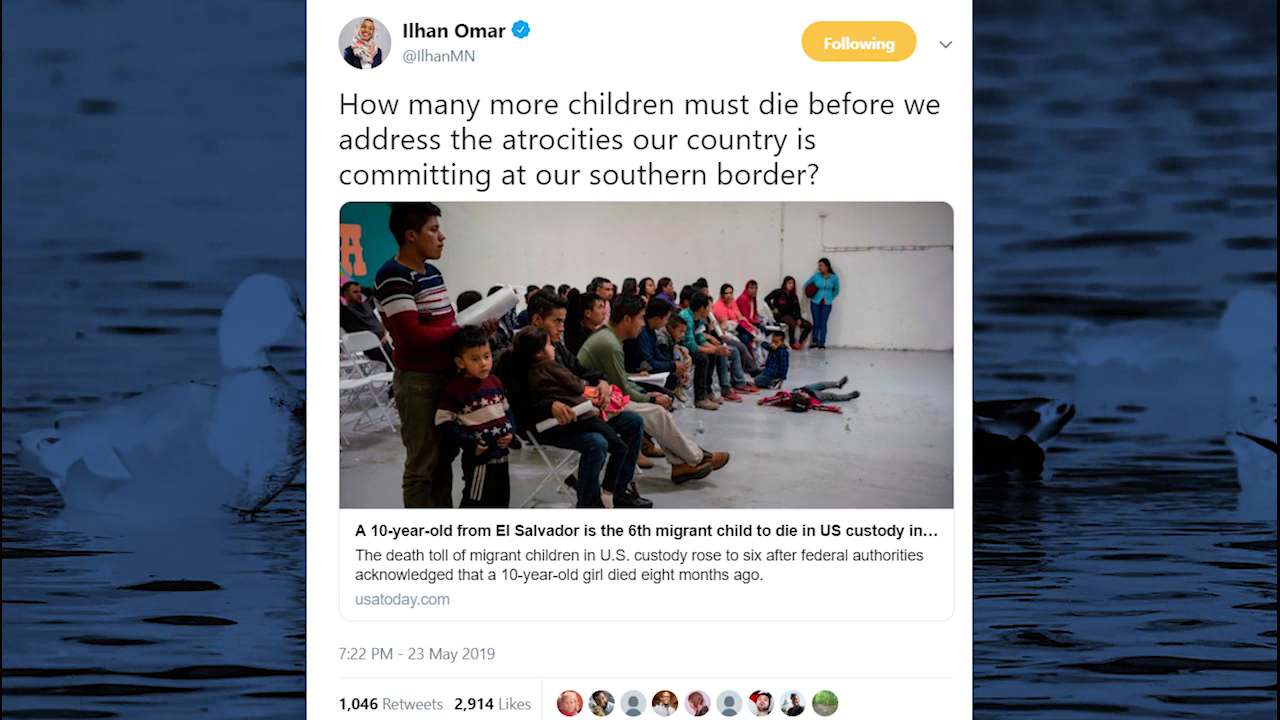 Ilhan Omar
@IlhanMN
Following
How many more children must die before we
address the atrocities our country is
committing at our southern border?
A
A 10-year-old from El Salvador is the 6th migrant child to die in US custody in…
The death toll of migrant children in U.S. custody rose to six after federal authorities
acknowledged that a 10-year-old girl died eight months ago.
usatoday.com
7:22 PM - 23 May 2019
1,046 Retweets 2,914 Likes